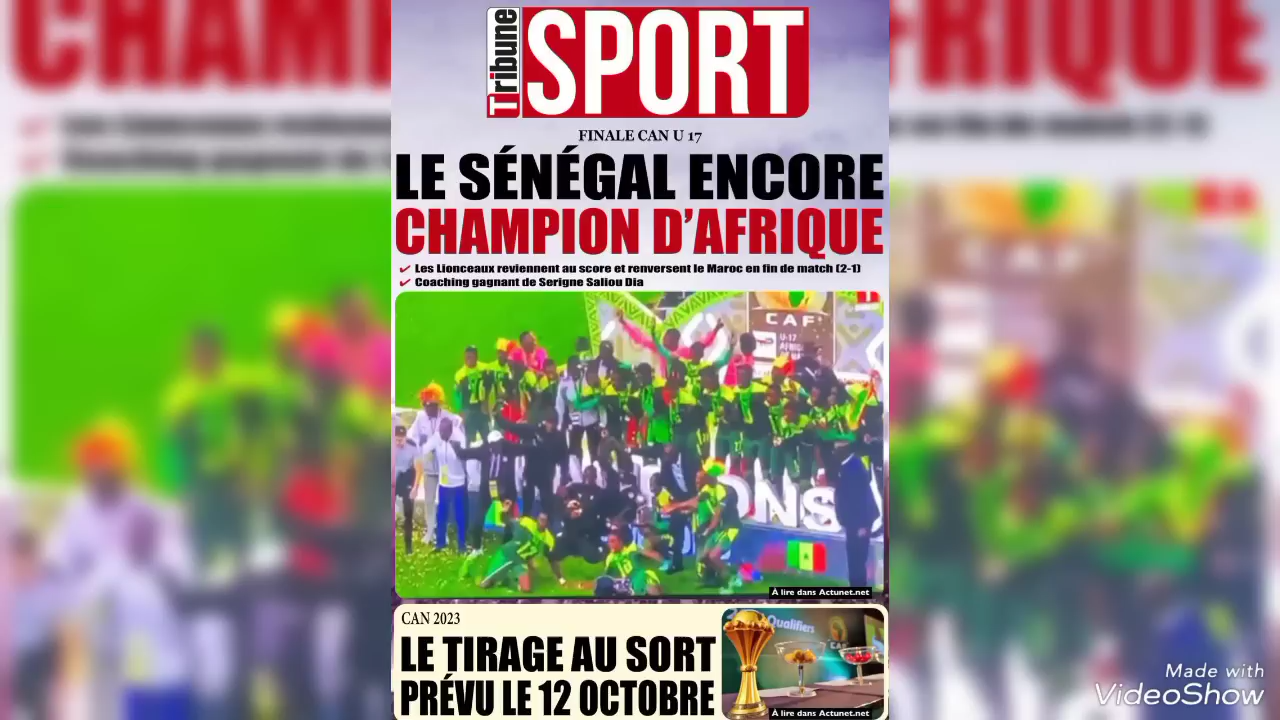 Tribune SPORT
FINALE CAN U 17
LE SÉNÉGAL ENCORE
CHAMPION D'AFRIQUE
Les Lionceaux reviennent au score et renversent le Maroc en fin de match (2-1)
Coaching gagnant de Serigne Saliou Dia
CAF
U-17
ONS
À lire dans Actunet.net
CAN 2023
LE TIRAGE AU SORT
PRÉVU LE 12 OCTOBRE
Qualifiers
À lire dans Actunet.net
Made with
VideoShow